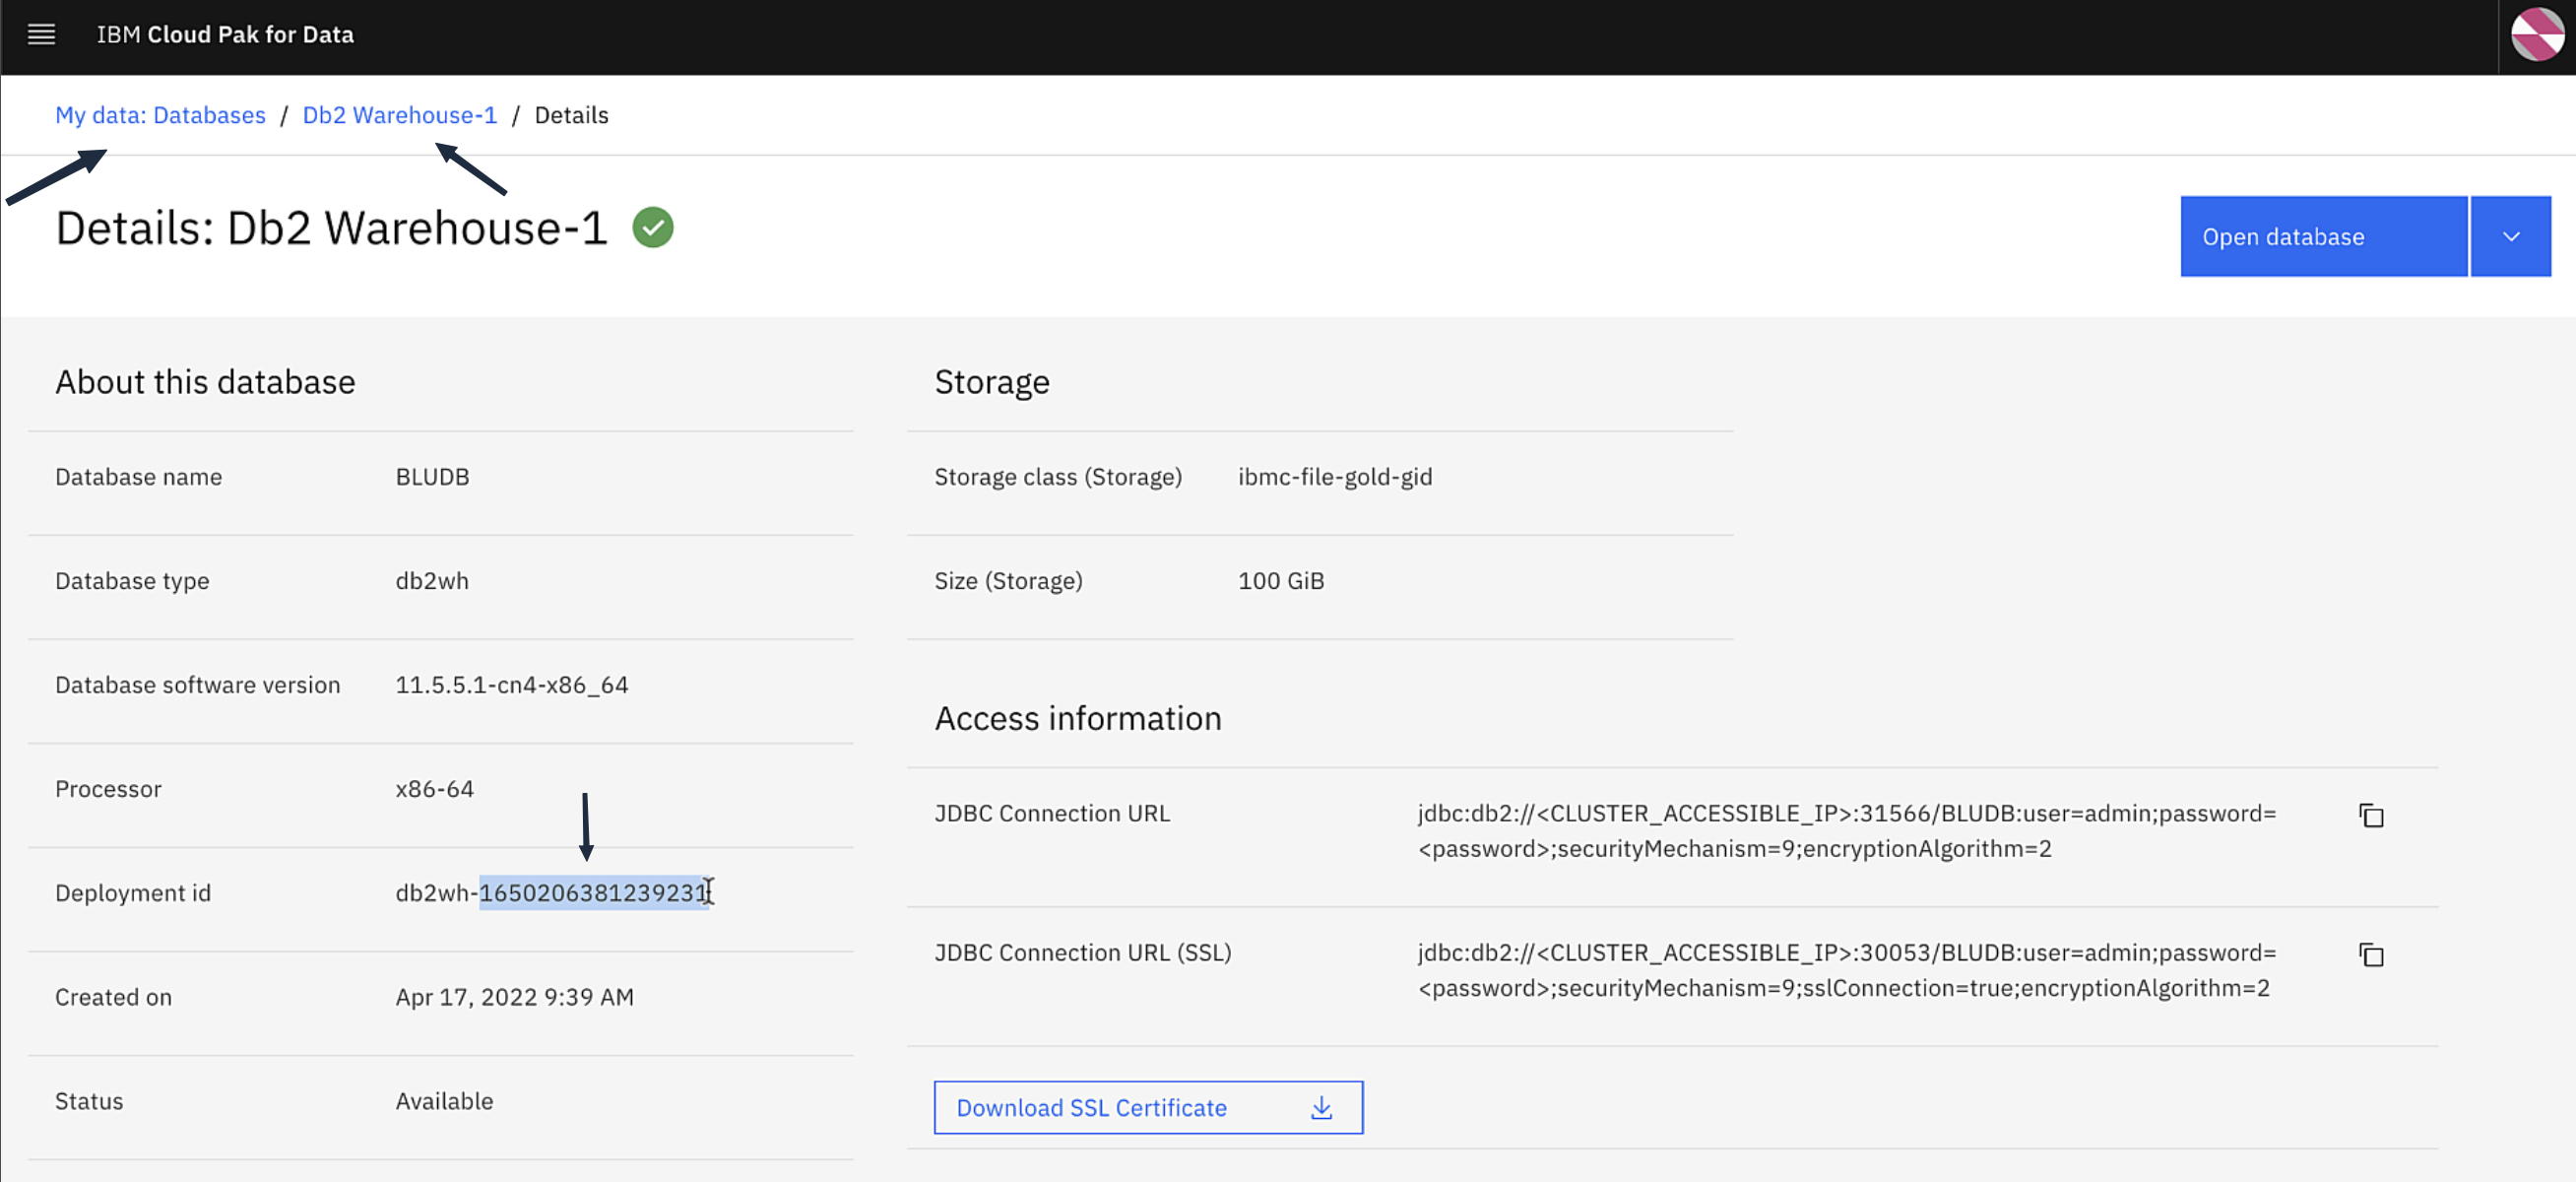 IBM Cloud Pak for Data
My data: Databases / Db2 Warehouse-1 / Details
Details: Db2 Warehouse-1
Open database
About this database
Database name BLUDB
Database type db2wh
Database software version 11.5.5.1-cn4-x86_64
Processor x86-64
Deployment id db2wh-1650206381239231
Created on Apr 17, 2022 9:39 AM
Status Available
Storage
Storage class (Storage) ibmc-file-gold-gid
Size (Storage) 100 GiB
Access information
JDBC Connection URL jdbc:db2://<CLUSTER_ACCESSIBLE_IP>:31566/BLUDB:user=admin;password=
<password>;securityMechanism=9;encryptionAlgorithm=2
JDBC Connection URL (SSL) jdbc:db2://<CLUSTER_ACCESSIBLE_IP>:30053/BLUDB:user=admin;password=
<password>;securityMechanism=9;sslConnection=true;encryptionAlgorithm=2
Download SSL Certificate